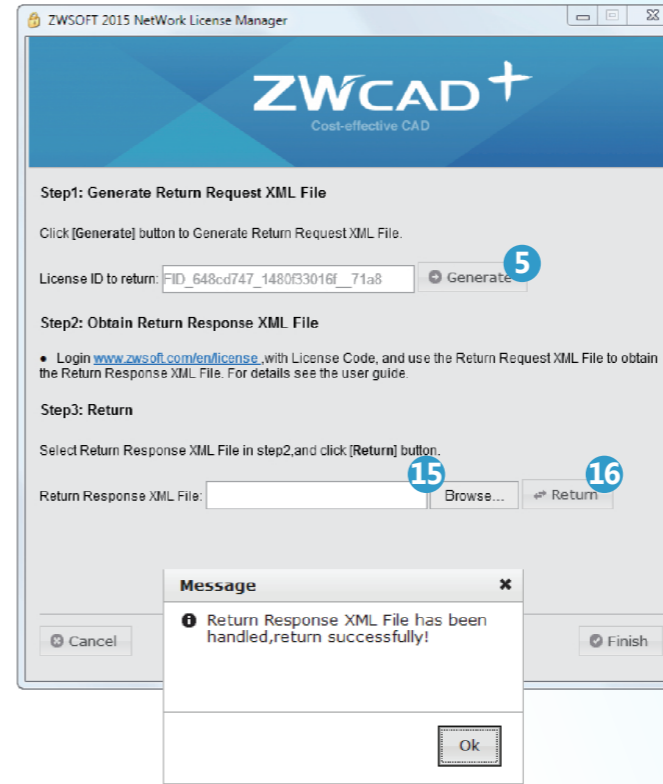 ZWSOFT 2015 NetWork License Manager
ZWCAD+
Cost-effective CAD
Step1: Generate Return Request XML File
Click [Generate] button to Generate Return Request XML File.
License ID to return: FID_648cd747_1480f33016f__71a8 Generate 5
Step2: Obtain Return Response XML File
• Login www.zwsoft.com/en/license ,with License Code, and use the Return Request XML File to obtain
the Return Response XML File. For details see the user guide.
Step3: Return
Select Return Response XML File in step2,and click [Return] button.
15 16
Return Response XML File: Browse... Return
Message
Return Response XML File has been
handled,return successfully!
Cancel Finish
Ok